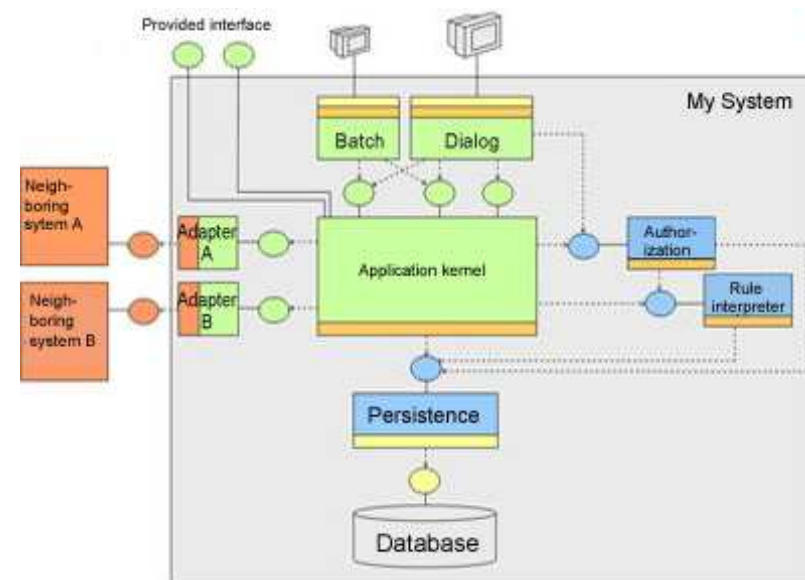 Provided interface
My System
Batch
Dialog
Neigh-
boring
sytem A
Adapter
A
Application kernel
Author-
ization
Rule
interpreter
Neigh-
boring
system B
Adapter
B
Persistence
Database